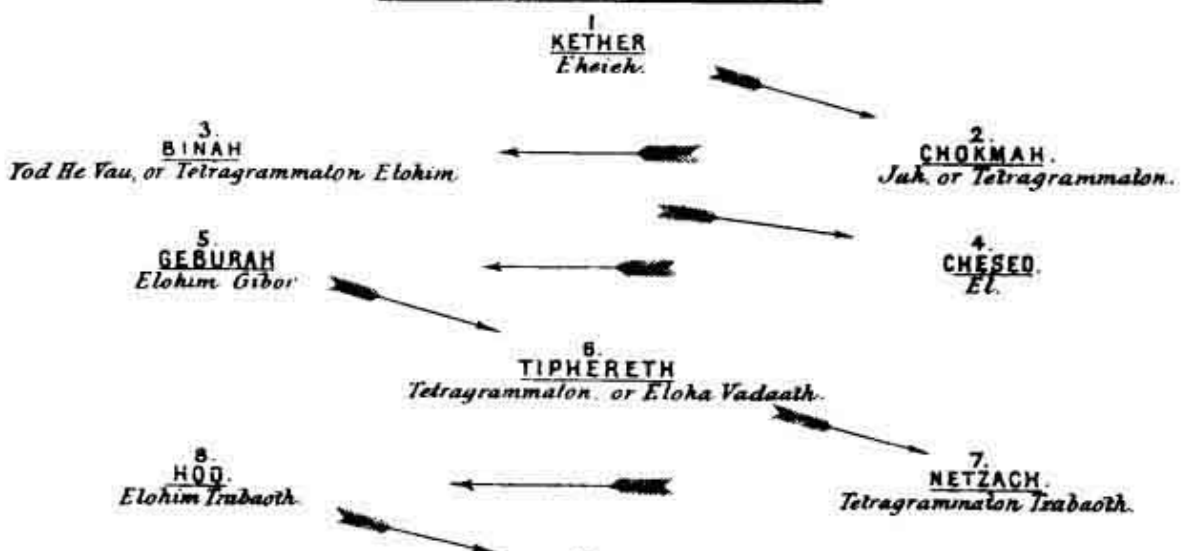 1
KETHER
Eheieh.
3.
BINAH
Yod He Vau, or Tetragrammaton Elohim
2.
CHOKMAH.
Jah, or Tetragrammaton.
5.
GEBURAH
Elohim Gibor
4.
CHESED.
El.
6.
TIPHERETH
Tetragrammaton. or Eloha Vadaath.
8.
HOD.
Elohim Tzabaoth.
7.
NETZACH.
Tetragrammaton Tzabaoth.